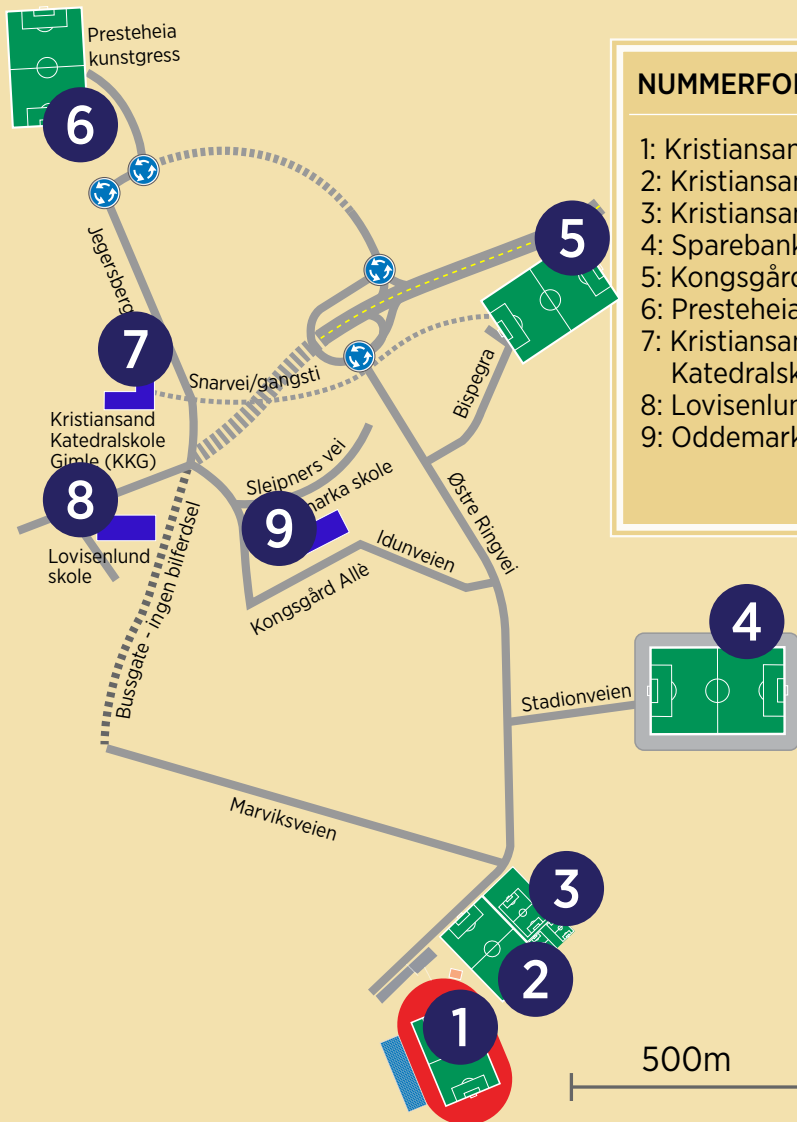 Presteheia
kunstgress
6
NUMMERFO
1: Kristiansan
2: Kristiansan
3: Kristiansan
4: Sparebank
5: Kongsgård
6: Presteheia
7: Kristiansan
Katedralsk
8: Lovisenlun
9: Oddemark
5
Jegersberg
7
Snarvei/gangsti
Bispegra
Kristiansand
Katedralskole
Gimle (KKG)
Sleipners vei
marka skole
8
9
Lovisenlund
skole
Østre Ringvei
Idunveien
Kongsgård Allè
Bussgate - ingen bilferdsel
4
Stadionveien
Marviksveien
3
2
1
500m